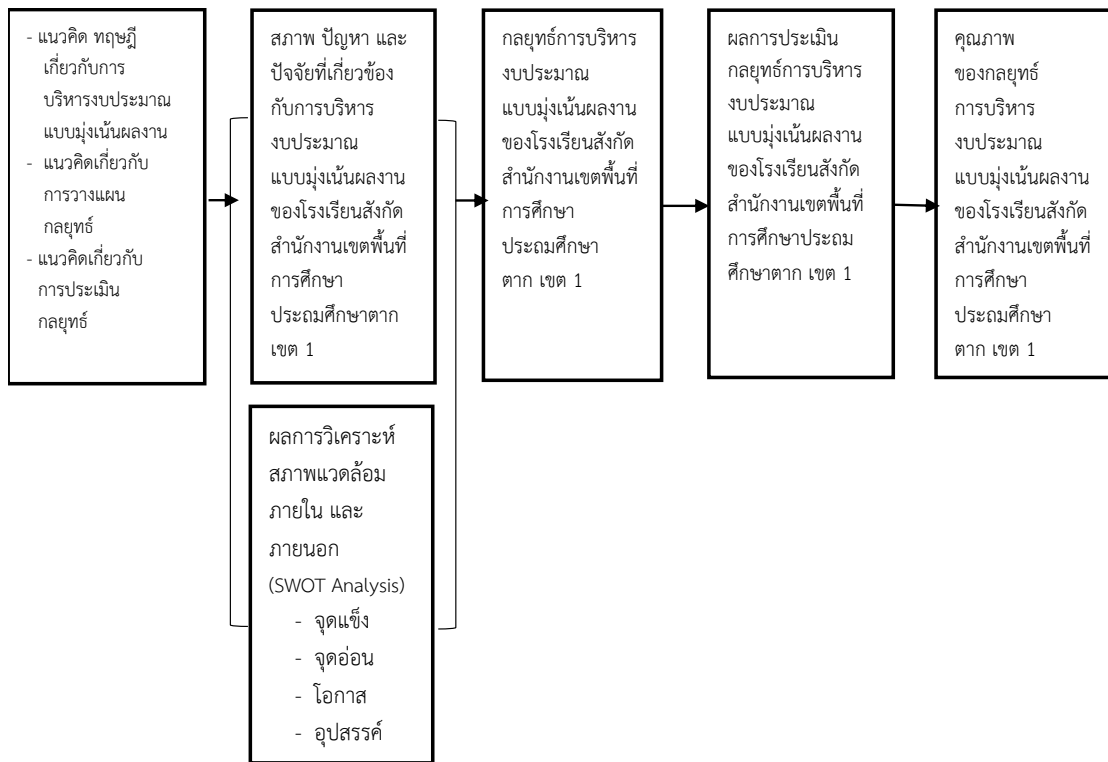 - แนวคิด ทฤษฎี
เกี่ยวกับการ
บริหารงบประมาณ
แบบมุ่งเน้นผลงาน
- แนวคิดเกี่ยวกับ
การวางแผน
กลยุทธ์
- แนวคิดเกี่ยวกับ
การประเมิน
กลยุทธ์
สภาพ ปัญหา และ
ปัจจัยที่เกี่ยวข้อง
กับการบริหาร
งบประมาณ
แบบมุ่งเน้นผลงาน
ของโรงเรียนสังกัด
สำนักงานเขตพื้นที่
การศึกษา
ประถมศึกษาตาก
เขต 1
ผลการวิเคราะห์
สภาพแวดล้อม
ภายใน และ
ภายนอก
(SWOT Analysis)
- จุดแข็ง
- จุดอ่อน
- โอกาส
- อุปสรรค์
กลยุทธ์การบริหาร
งบประมาณ
แบบมุ่งเน้นผลงาน
ของโรงเรียนสังกัด
สำนักงานเขตพื้นที่
การศึกษา
ประถมศึกษา
ตาก เขต 1
ผลการประเมิน
กลยุทธ์การบริหาร
งบประมาณ
แบบมุ่งเน้นผลงาน
ของโรงเรียนสังกัด
สำนักงานเขตพื้นที่
การศึกษาประถม
ศึกษาตาก เขต 1
คุณภาพ
ของกลยุทธ์
การบริหาร
งบประมาณ
แบบมุ่งเน้นผลงาน
ของโรงเรียนสังกัด
สำนักงานเขตพื้นที่
การศึกษา
ประถมศึกษา
ตาก เขต 1